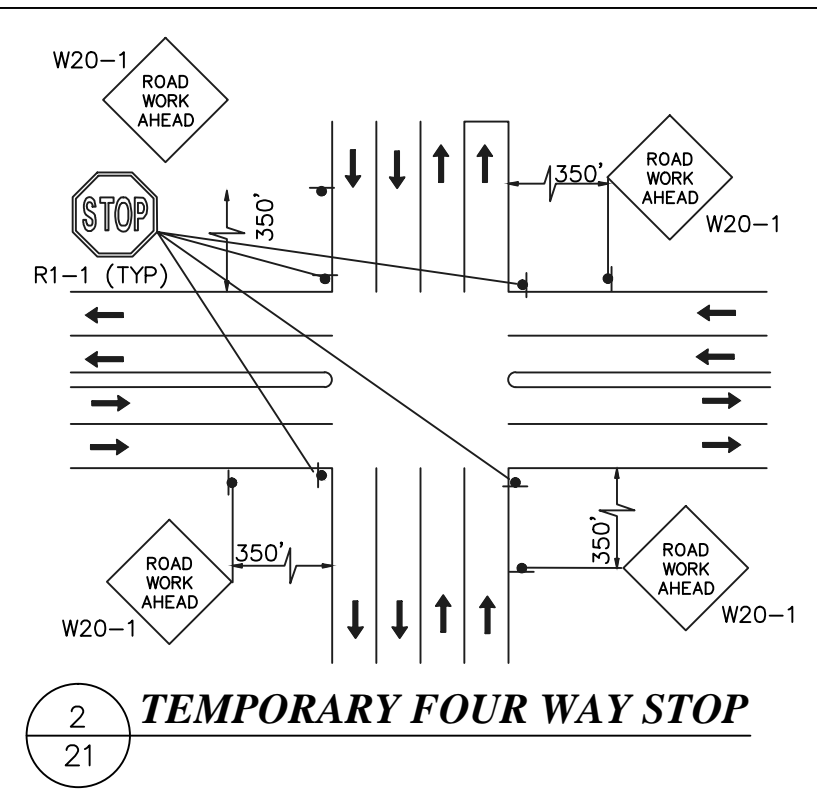 W20-1
ROAD
WORK
AHEAD
STOP
R1-1 (TYP)
350'
350'
ROAD
WORK
AHEAD
W20-1
350'
ROAD
WORK
AHEAD
W20-1
350'
ROAD
WORK
AHEAD
W20-1
2
21
TEMPORARY FOUR WAY STOP